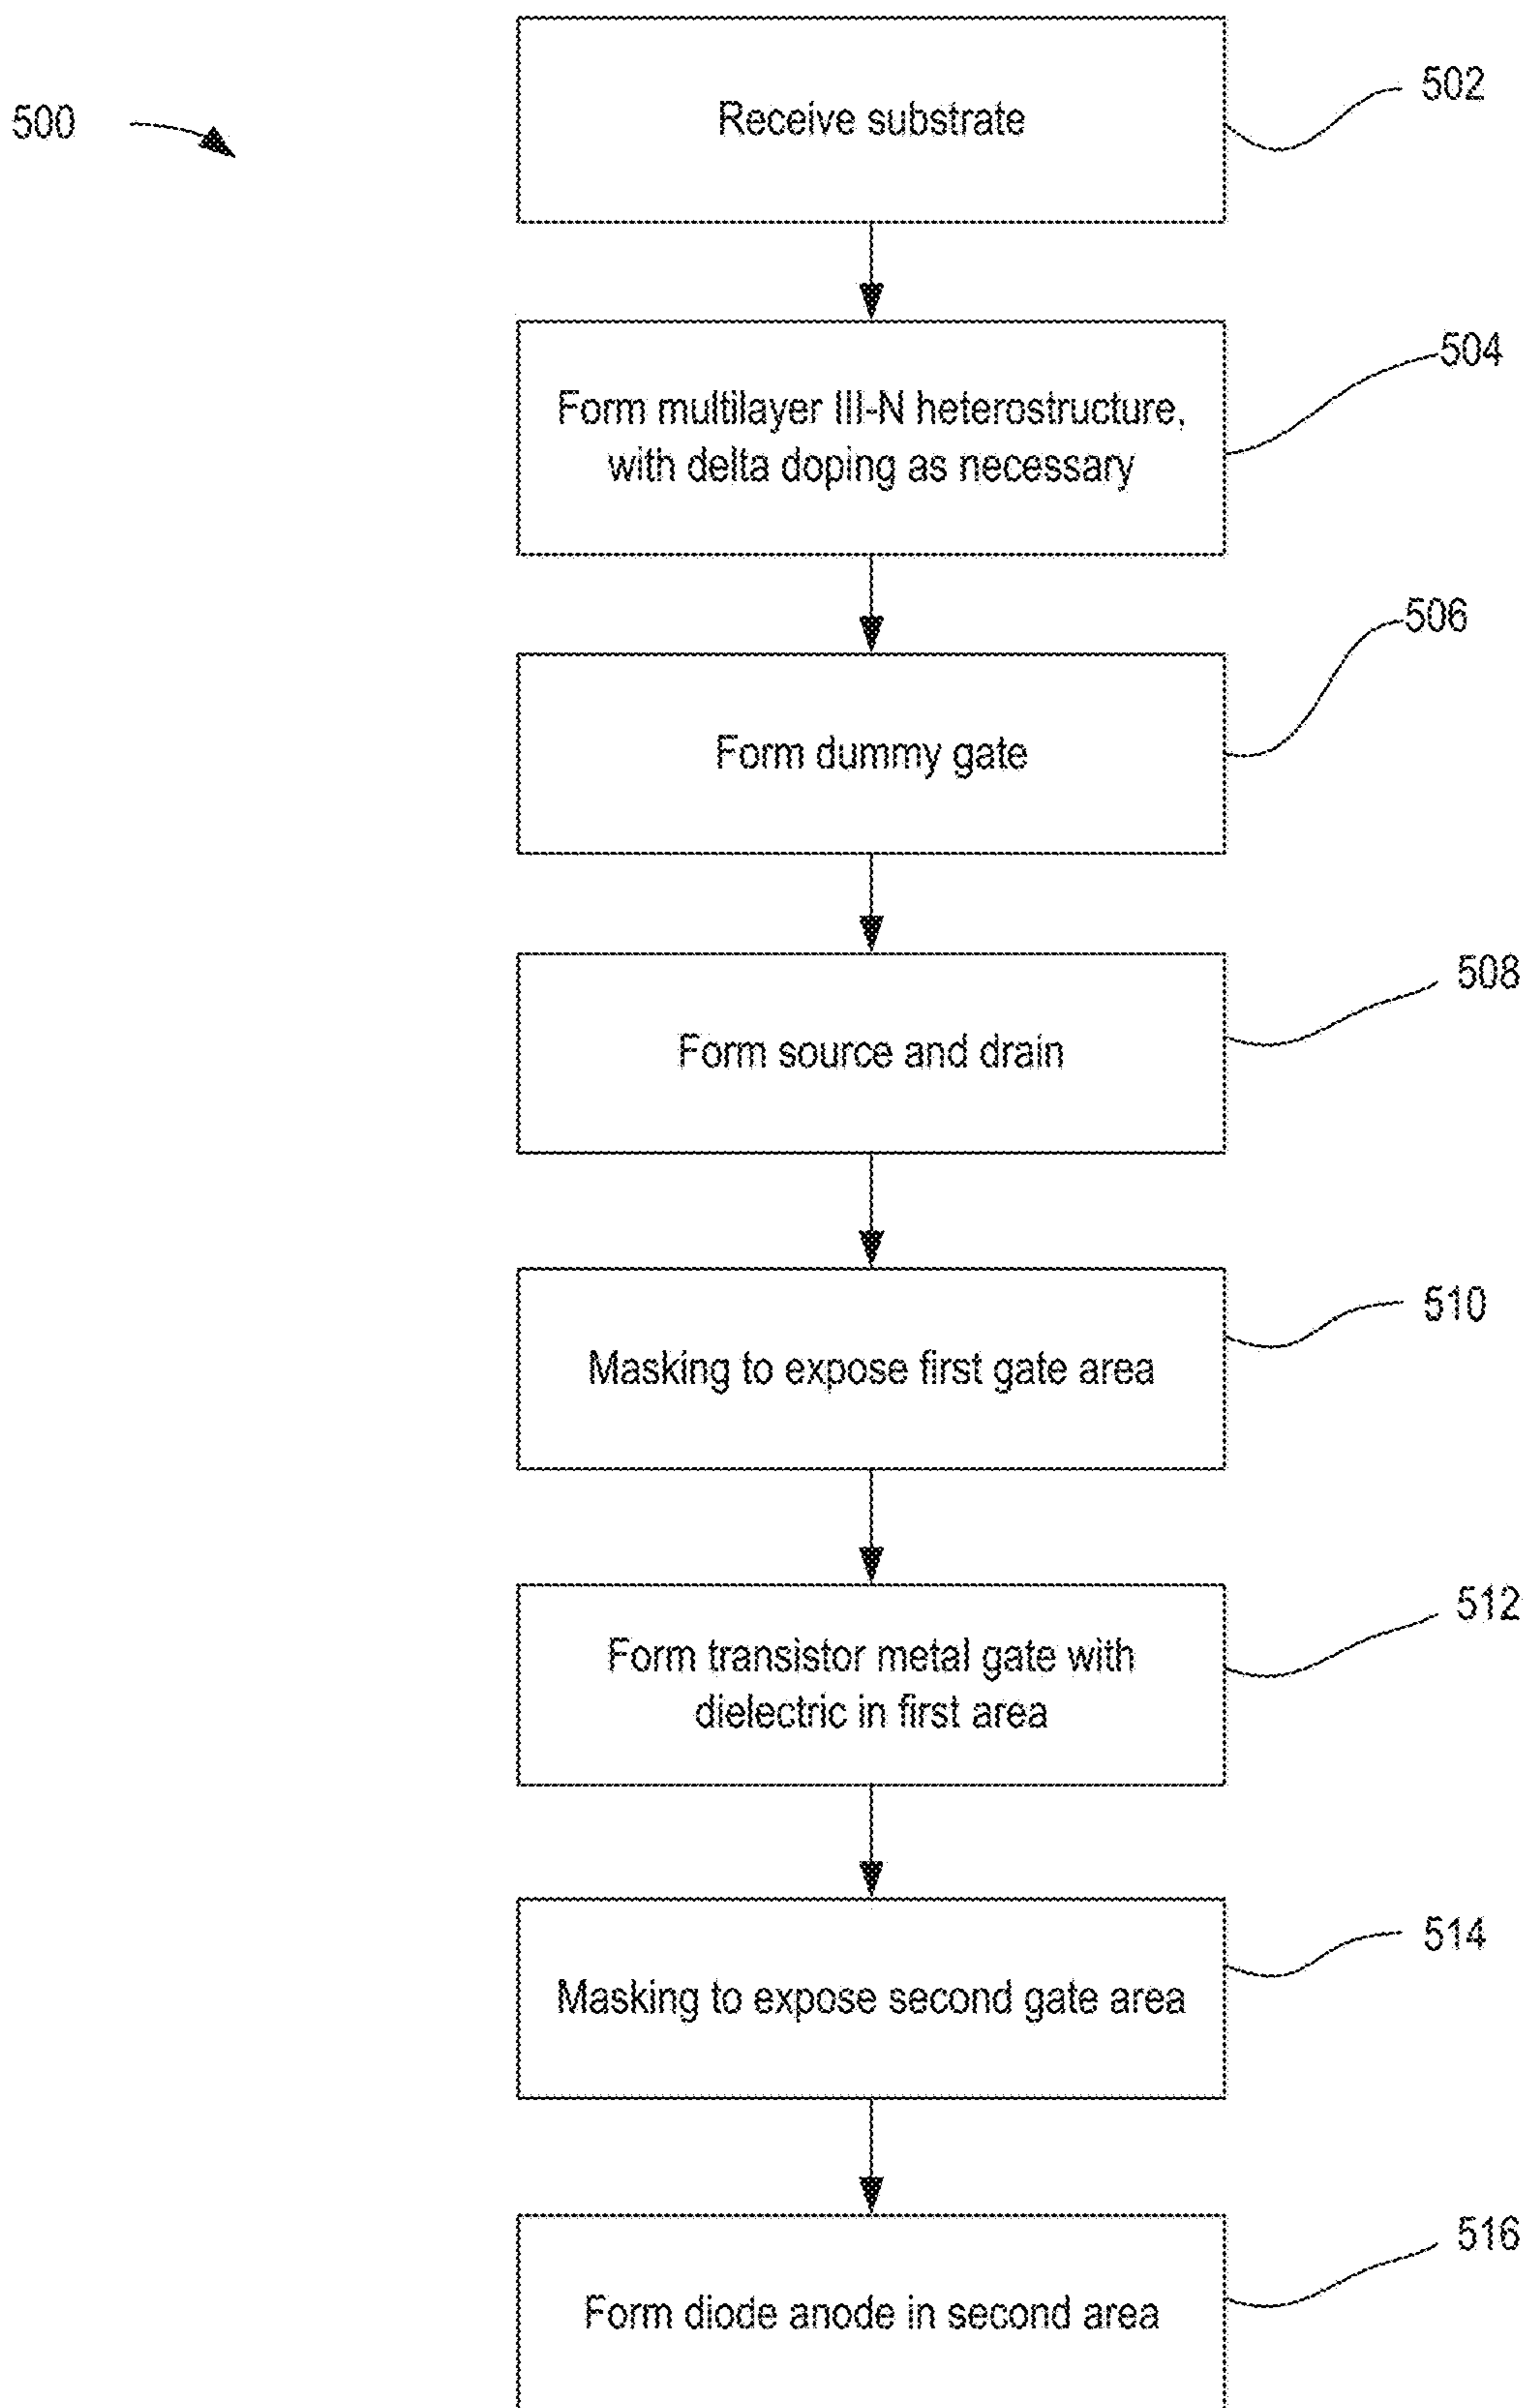 500
502
Receive substrate
504
Form multilayer III-N heterostructure,
with delta doping as necessary
506
Form dummy gate
508
Form source and drain
510
Masking to expose first gate area
512
Form transistor metal gate with
dielectric in first area
514
Masking to expose second gate area
516
Form diode anode in second area